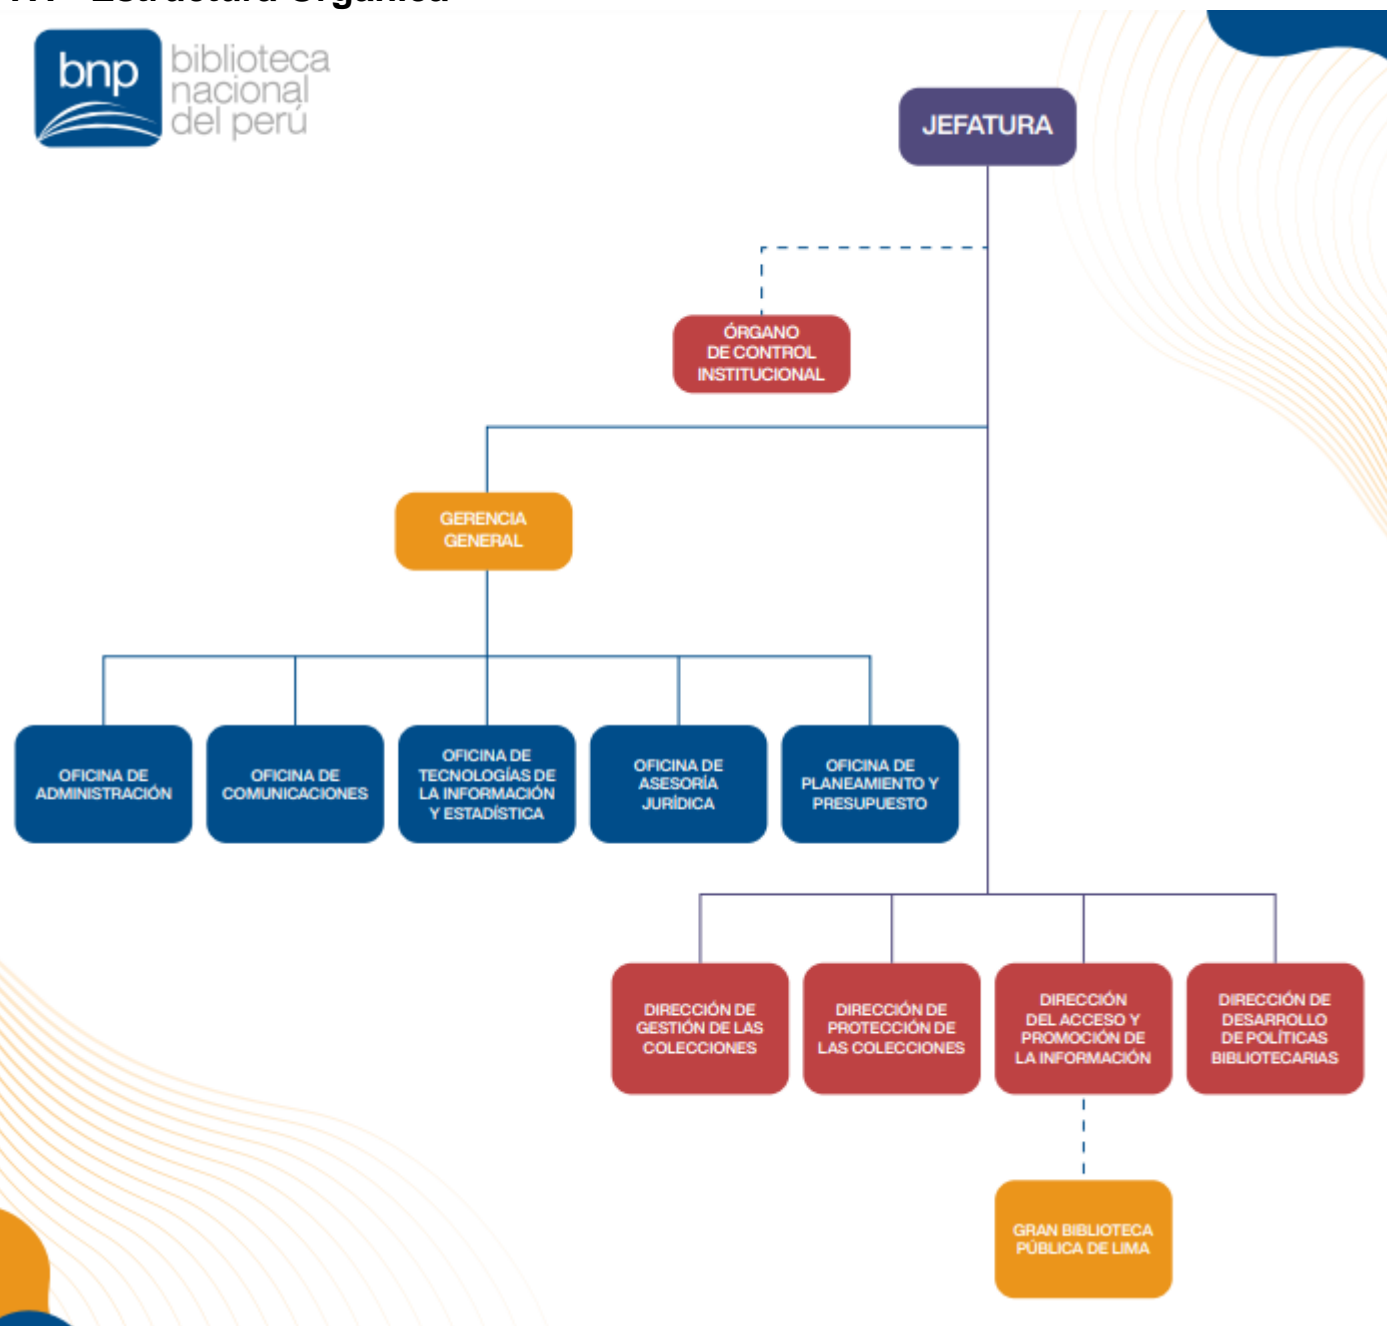 Estructura Orgánica
bnp
biblioteca
nacional
del perú
JEFATURA
ÓRGANO
DE CONTROL
INSTITUCIONAL
GERENCIA
GENERAL
OFICINA DE
ADMINISTRACIÓN
OFICINA DE
COMUNICACIONES
OFICINA DE
TECNOLOGÍAS DE
LA INFORMACIÓN
Y ESTADÍSTICA
OFICINA DE
ASESORÍA
JURÍDICA
OFICINA DE
PLANEAMIENTO Y
PRESUPUESTO
DIRECCIÓN DE
GESTIÓN DE LAS
COLECCIONES
DIRECCIÓN DE
PROTECCIÓN DE
LAS COLECCIONES
DIRECCIÓN
DEL ACCESO Y
PROMOCIÓN DE
LA INFORMACIÓN
DIRECCIÓN DE
DESARROLLO
DE POLÍTICAS
BIBLIOTECARIAS
GRAN BIBLIOTECA
PÚBLICA DE LIMA